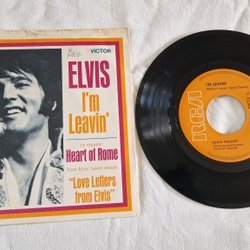 VICTOR
ELVIS
I'm
Leavin'
Heart of Rome
"Love Letters
from Elvis"
I'M LEAVIN'
RCA
ELVIS PRESLEY